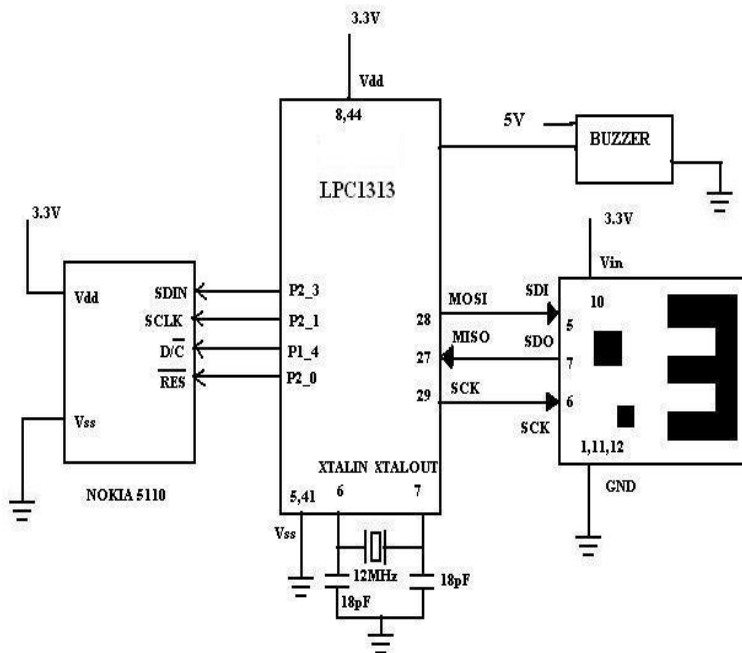 3.3V
Vdd
8,44
5V
BUZZER
LPC1313
3.3V
3.3V
Vin
Vdd
SDIN
P2_3
MOSI
SDI
10
SCLK
P2_1
28
5
D/C
P1_4
MISO
SDO
27
7
RES
P2_0
SCK
29
6
SCK
Vss
1,11,12
XTALIN
XTALOUT
GND
NOKIA 5110
5,41
6
7
Vss
12MHz
18pF
18pF